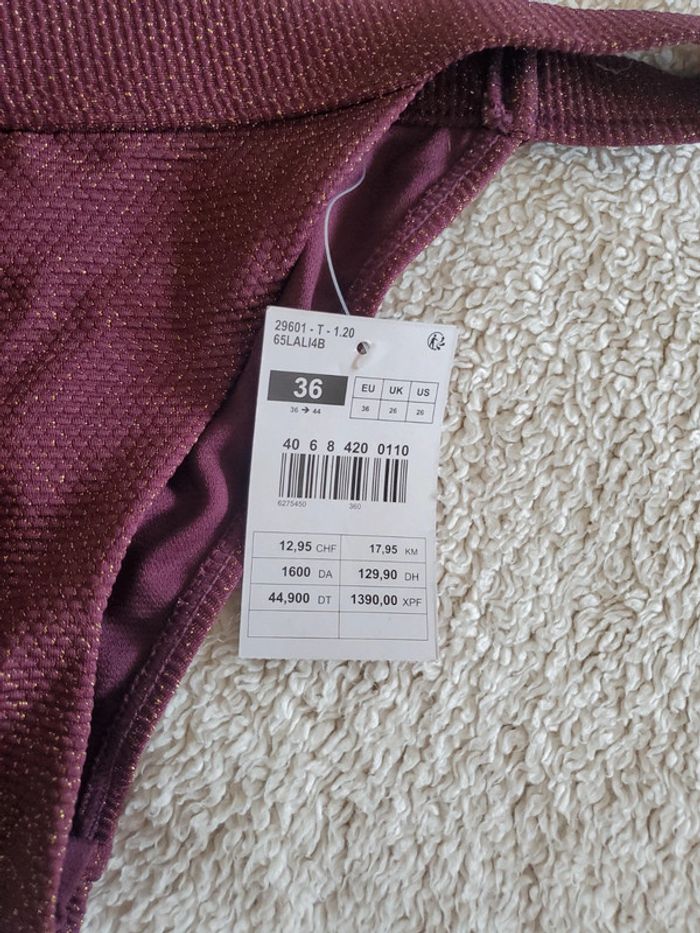 29601 - T - 1.20
65LALI4B
36
36 → 44
EU UK US
36 26 26
40 6 8 420 0110
6275450 360
12,95 CHF 17,95 KM
1600 DA 129,90 DH
44,900 DT 1390,00 XPF